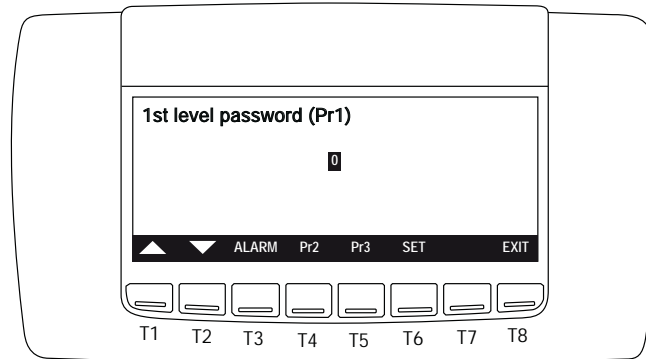 1st level password (Pr1)
0
ALARM Pr2 Pr3 SET EXIT
T1 T2 T3 T4 T5 T6 T7 T8